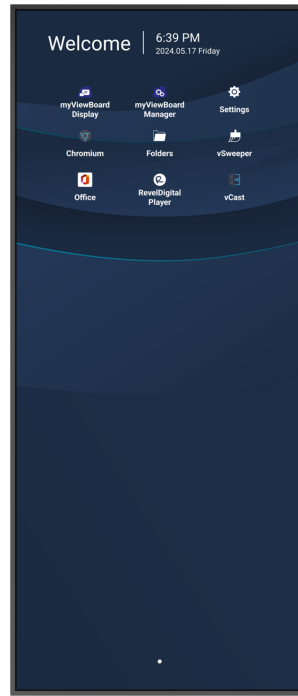 Welcome
6:39 PM
2024.05.17 Friday
myViewBoard
Display
myViewBoard
Manager
Settings
Chromium
Folders
vSweeper
Office
RevelDigital
Player
vCast